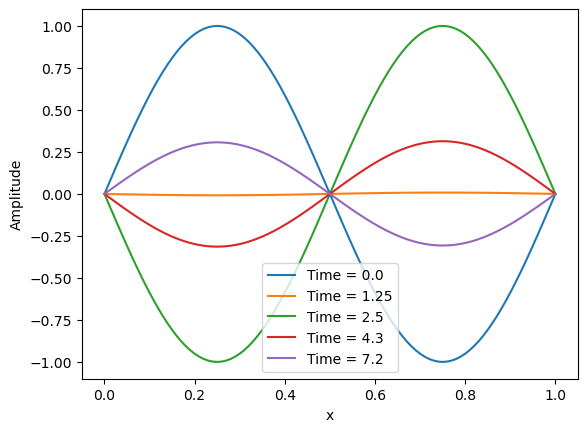 1.00
0.75
0.50
0.25
0.00
−0.25
−0.50
−0.75
−1.00
Amplitude
Time = 0.0
Time = 1.25
Time = 2.5
Time = 4.3
Time = 7.2
0.0 0.2 0.4 0.6 0.8 1.0
x